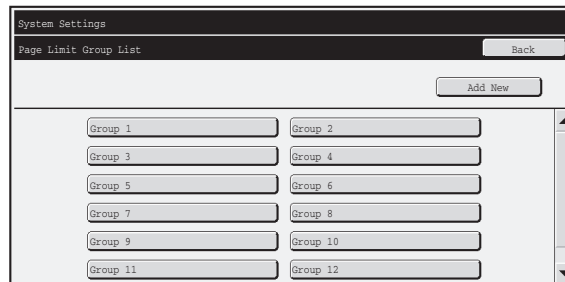 System Settings
Page Limit Group List Back
Add New
Group 1 Group 2
Group 3 Group 4
Group 5 Group 6
Group 7 Group 8
Group 9 Group 10
Group 11 Group 12